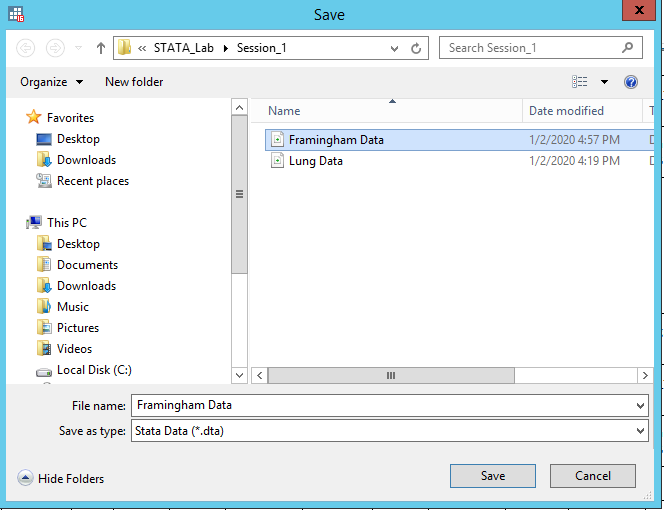 Save
x
« STATA_Lab Session_1 Search Session_1
Organize New folder
Favorites
Desktop
Downloads
Recent places
This PC
Desktop
Documents
Downloads
Music
Pictures
Videos
Local Disk (C:)
Name Date modified
Framingham Data 1/2/2020 4:57 PM D
Lung Data 1/2/2020 4:19 PM D
File name: Framingham Data
Save as type: Stata Data (*.dta)
Hide Folders Save Cancel